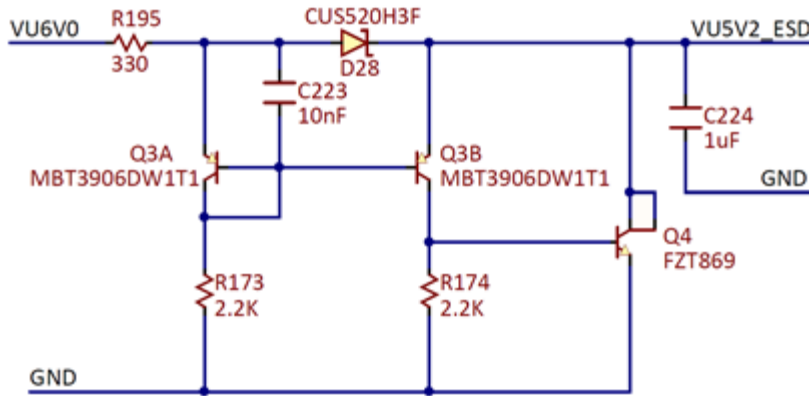 R195
CUS520H3F
VU6V0
VU5V2_ESD
330
D28
C223
10nF
C224
1uF
Q3A
MBT3906DW1T1
Q3B
MBT3906DW1T1
GND
Q4
FZT869
R173
2.2K
R174
2.2K
GND